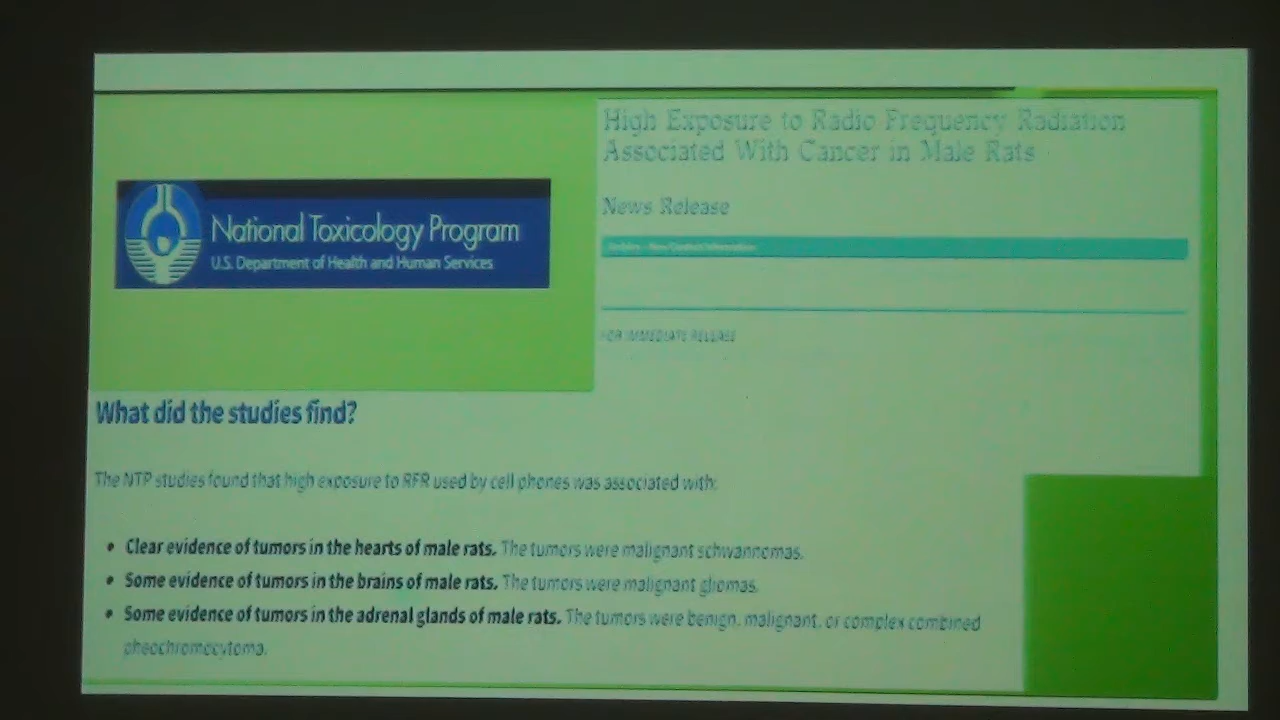 High Exposure to Radio Frequency Radiation
Associated With Cancer in Male Rats
National Toxicology Program
U.S. Department of Health and Human Services
News Release
FOR IMMEDIATE RELEASE
What did the studies find?
The NTP studies found that high exposure to RFR used by cell phones was associated with:
• Clear evidence of tumors in the hearts of male rats. The tumors were malignant schwannomas.
• Some evidence of tumors in the brains of male rats. The tumors were malignant gliomas.
• Some evidence of tumors in the adrenal glands of male rats. The tumors were benign, malignant, or complex combined
pheochromocytoma.